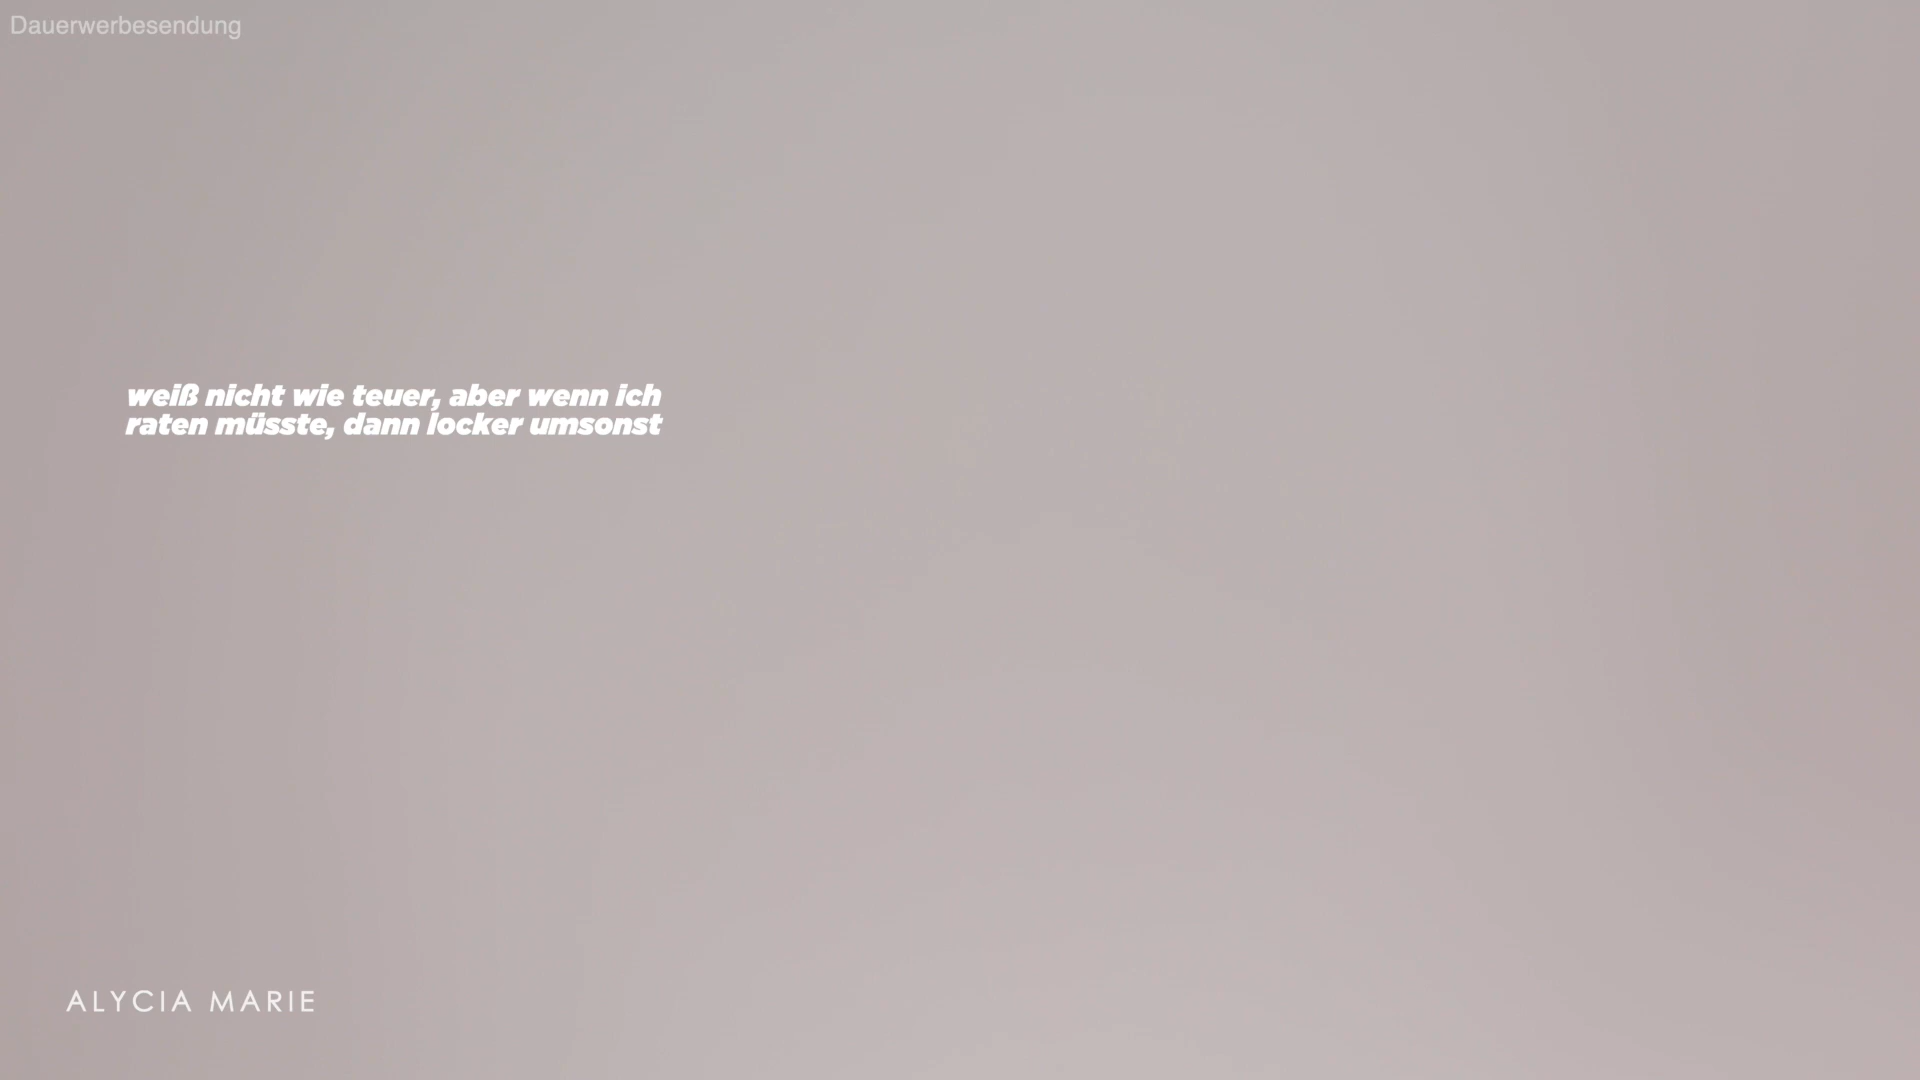 Dauerwerbesendung
weiß nicht wie teuer, aber wenn ich
raten müsste, dann locker umsonst
ALYCIA MARIE